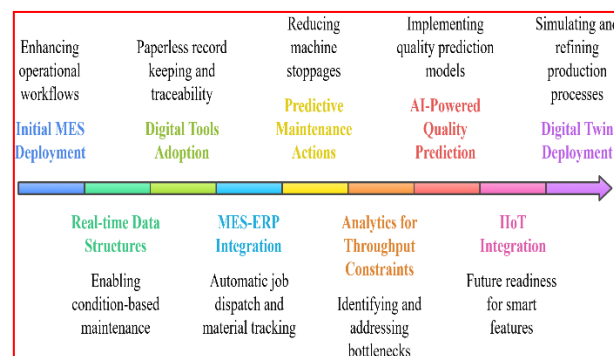 Enhancing
operational
workflows
Initial MES
Deployment
Paperless record
keeping and
traceability
Digital Tools
Adoption
Reducing
machine
stoppages
Predictive
Maintenance
Actions
Implementing
quality prediction
models
AI-Powered
Quality
Prediction
Simulating and
refining
production
processes
Digital Twin
Deployment
Real-time Data
Structures
Enabling
condition-based
maintenance
MES-ERP
Integration
Automatic job
dispatch and
material tracking
Analytics for
Throughput
Constraints
Identifying and
addressing
bottlenecks
IIoT
Integration
Future readiness
for smart
features